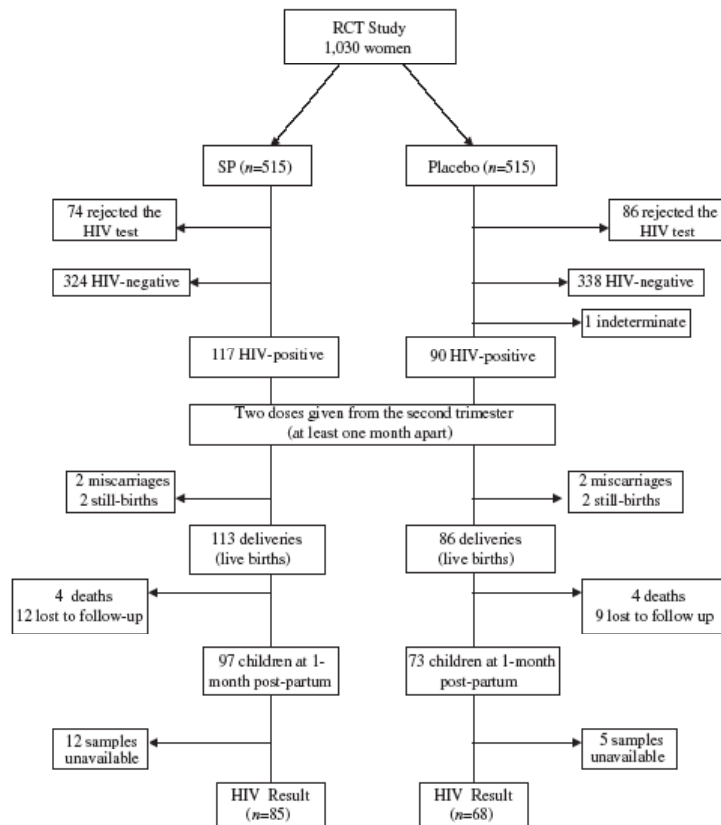 RCT Study
1,030 women
SP (n=515)
Placebo (n=515)
74 rejected the
HIV test
86 rejected the
HIV test
324 HIV-negative
338 HIV-negative
1 indeterminate
117 HIV-positive
90 HIV-positive
Two doses given from the second trimester
(at least one month apart)
2 miscarriages
2 still-births
2 miscarriages
2 still-births
113 deliveries
(live births)
86 deliveries
(live births)
4 deaths
12 lost to follow-up
4 deaths
9 lost to follow up
97 children at 1-
month post-partum
73 children at 1-month
post-partum
12 samples
unavailable
5 samples
unavailable
HIV Result
(n=85)
HIV Result
(n=68)